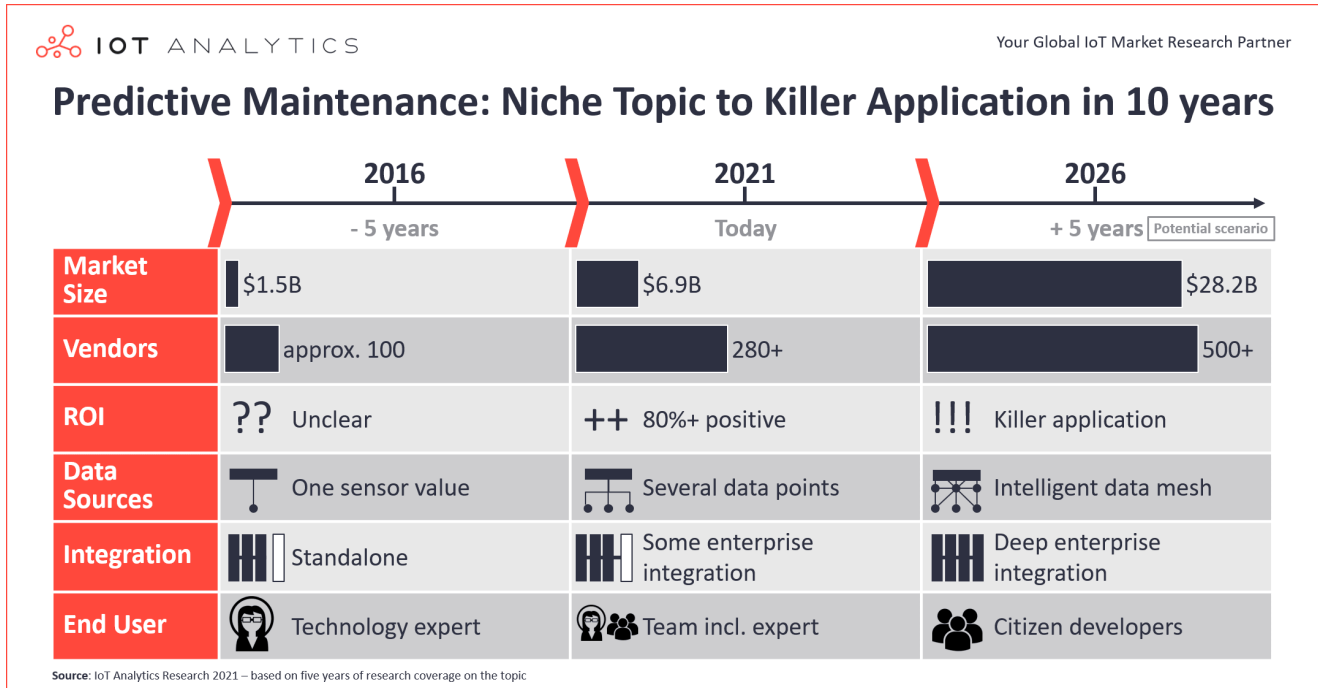 IOT ANALYTICS
Your Global IoT Market Research Partner
Predictive Maintenance: Niche Topic to Killer Application in 10 years
2016
2021
2026
- 5 years
Today
+ 5 years
Potential scenario
Market
Size
$1.5B
$6.9B
$28.2B
Vendors
approx. 100
280+
500+
ROI
?? Unclear
++ 80%+ positive
!!! Killer application
Data
Sources
One sensor value
Several data points
Intelligent data mesh
Integration
Standalone
Some enterprise
integration
Deep enterprise
integration
End User
Technology expert
Team incl. expert
Citizen developers
Source: IoT Analytics Research 2021 – based on five years of research coverage on the topic